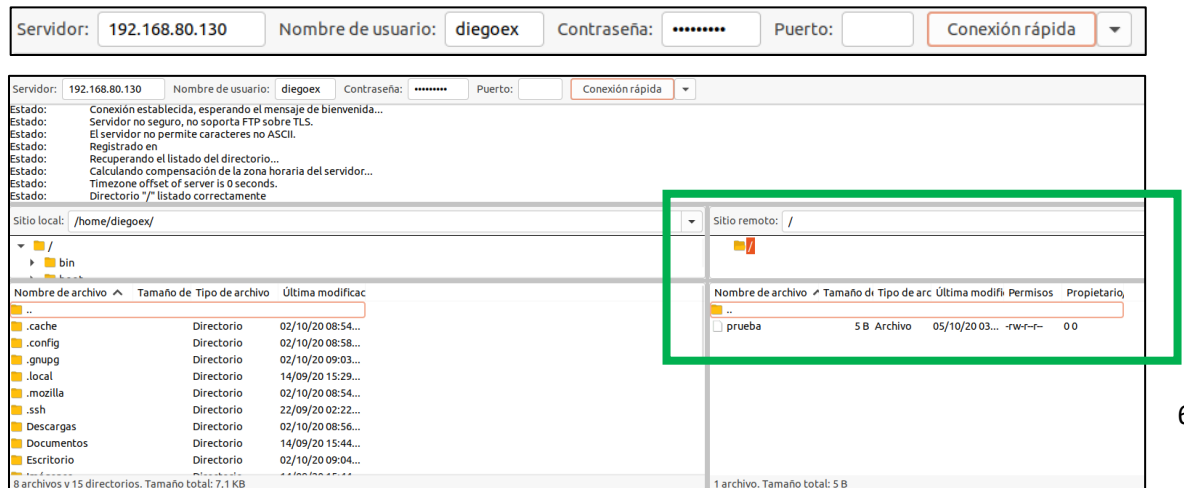 Servidor: 192.168.80.130 Nombre de usuario: diegoex Contraseña: ••••••••• Puerto: Conexión rápida
Servidor: 192.168.80.130 Nombre de usuario: diegoex Contraseña: ••••••••• Puerto: Conexión rápida
Estado: Conexión establecida, esperando el mensaje de bienvenida...
Estado: Servidor no seguro, no soporta FTP sobre TLS.
Estado: El servidor no permite caracteres no ASCII.
Estado: Registrado en
Estado: Recuperando el listado del directorio...
Estado: Calculando compensación de la zona horaria del servidor...
Estado: Timezone offset of server is 0 seconds.
Estado: Directorio "/" listado correctamente
Sitio local: /home/diegoex/
/
bin
Nombre de archivo Tamaño de Tipo de archivo Última modificac
..
.cache Directorio 02/10/20 08:54...
.config Directorio 02/10/20 08:58...
.gnupg Directorio 02/10/20 09:03...
.local Directorio 14/09/20 15:29...
.mozilla Directorio 02/10/20 08:54...
.ssh Directorio 22/09/20 02:22...
Descargas Directorio 02/10/20 08:56...
Documentos Directorio 14/09/20 15:44...
Escritorio Directorio 02/10/20 09:04...
8 archivos y 15 directorios. Tamaño total: 7.1 KB
Sitio remoto: /
/
Nombre de archivo Tamaño de Tipo de arc Última modifi Permisos Propietario/
..
prueba 5 B Archivo 05/10/20 03... -rw-r--r-- 0 0
1 archivo. Tamaño total: 5 B